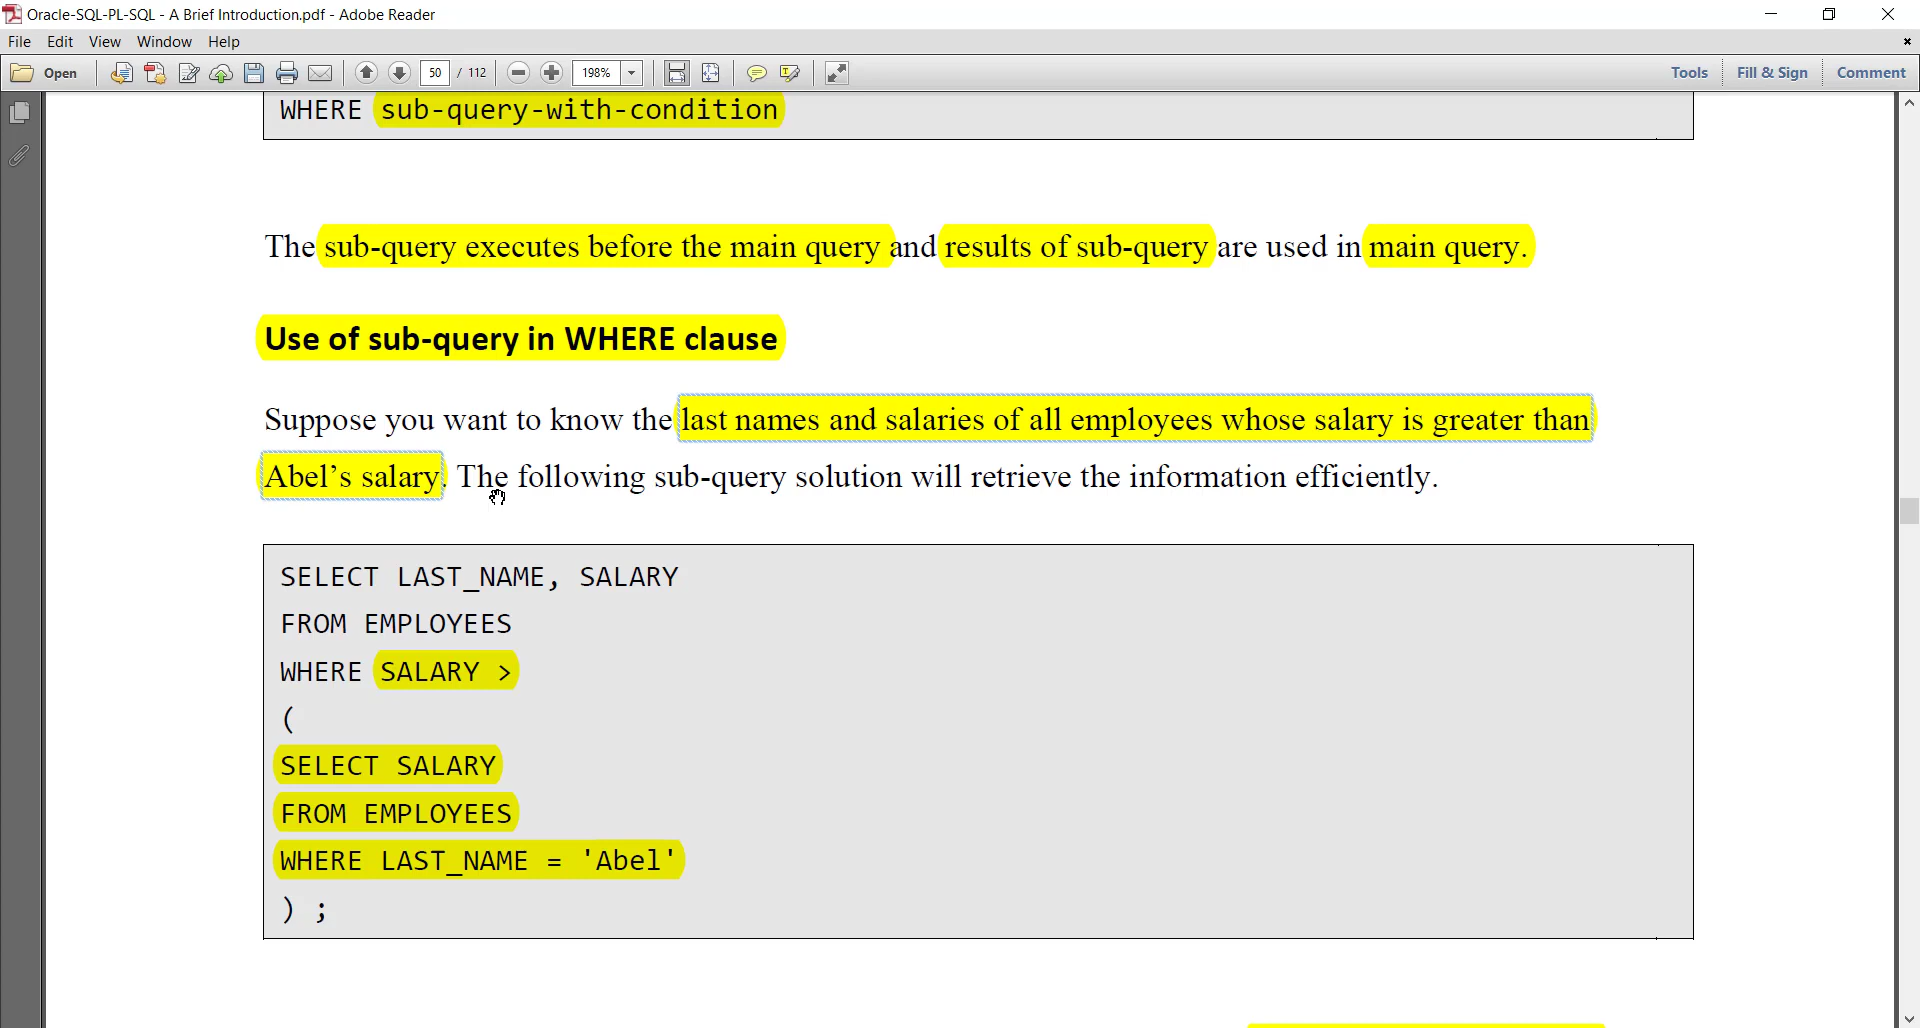 Oracle-SQL-PL-SQL - A Brief Introduction.pdf - Adobe Reader
File Edit View Window Help
Open 50 / 112 198% Tools Fill & Sign Comment
WHERE sub-query-with-condition
The sub-query executes before the main query and results of sub-query are used in main query.
Use of sub-query in WHERE clause
Suppose you want to know the last names and salaries of all employees whose salary is greater than
Abel’s salary. The following sub-query solution will retrieve the information efficiently.
SELECT LAST_NAME, SALARY
FROM EMPLOYEES
WHERE SALARY >
(
SELECT SALARY
FROM EMPLOYEES
WHERE LAST_NAME = 'Abel'
) ;